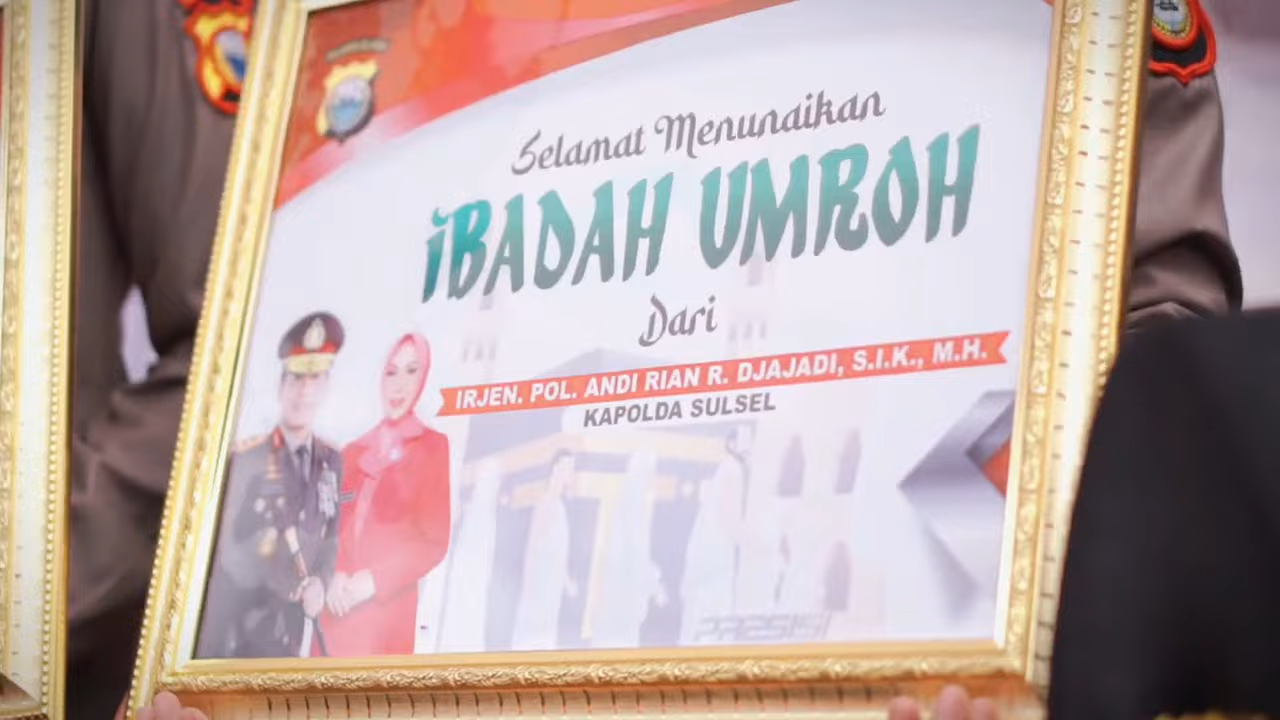 Selamat Menunaikan
iBADAH UMROH
Dari
IRJEN. POL. ANDI RIAN R. DJAJADI, S.I.K., M.H.
KAPOLDA SULSEL
PRESISI